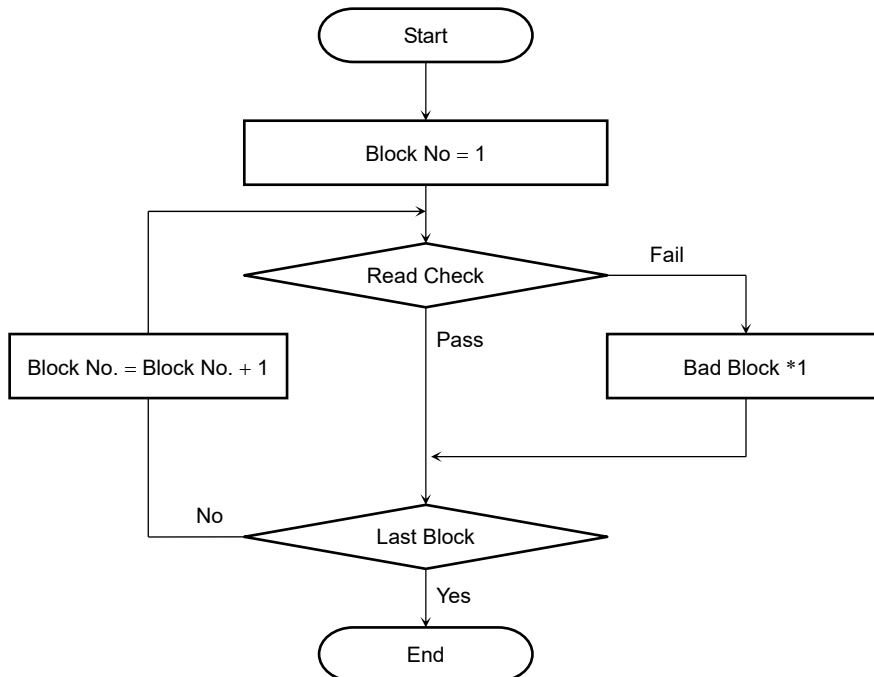 Start
Block No = 1
Read Check
Fail
Pass
Block No. = Block No. + 1
Bad Block *1
No
Last Block
Yes
End